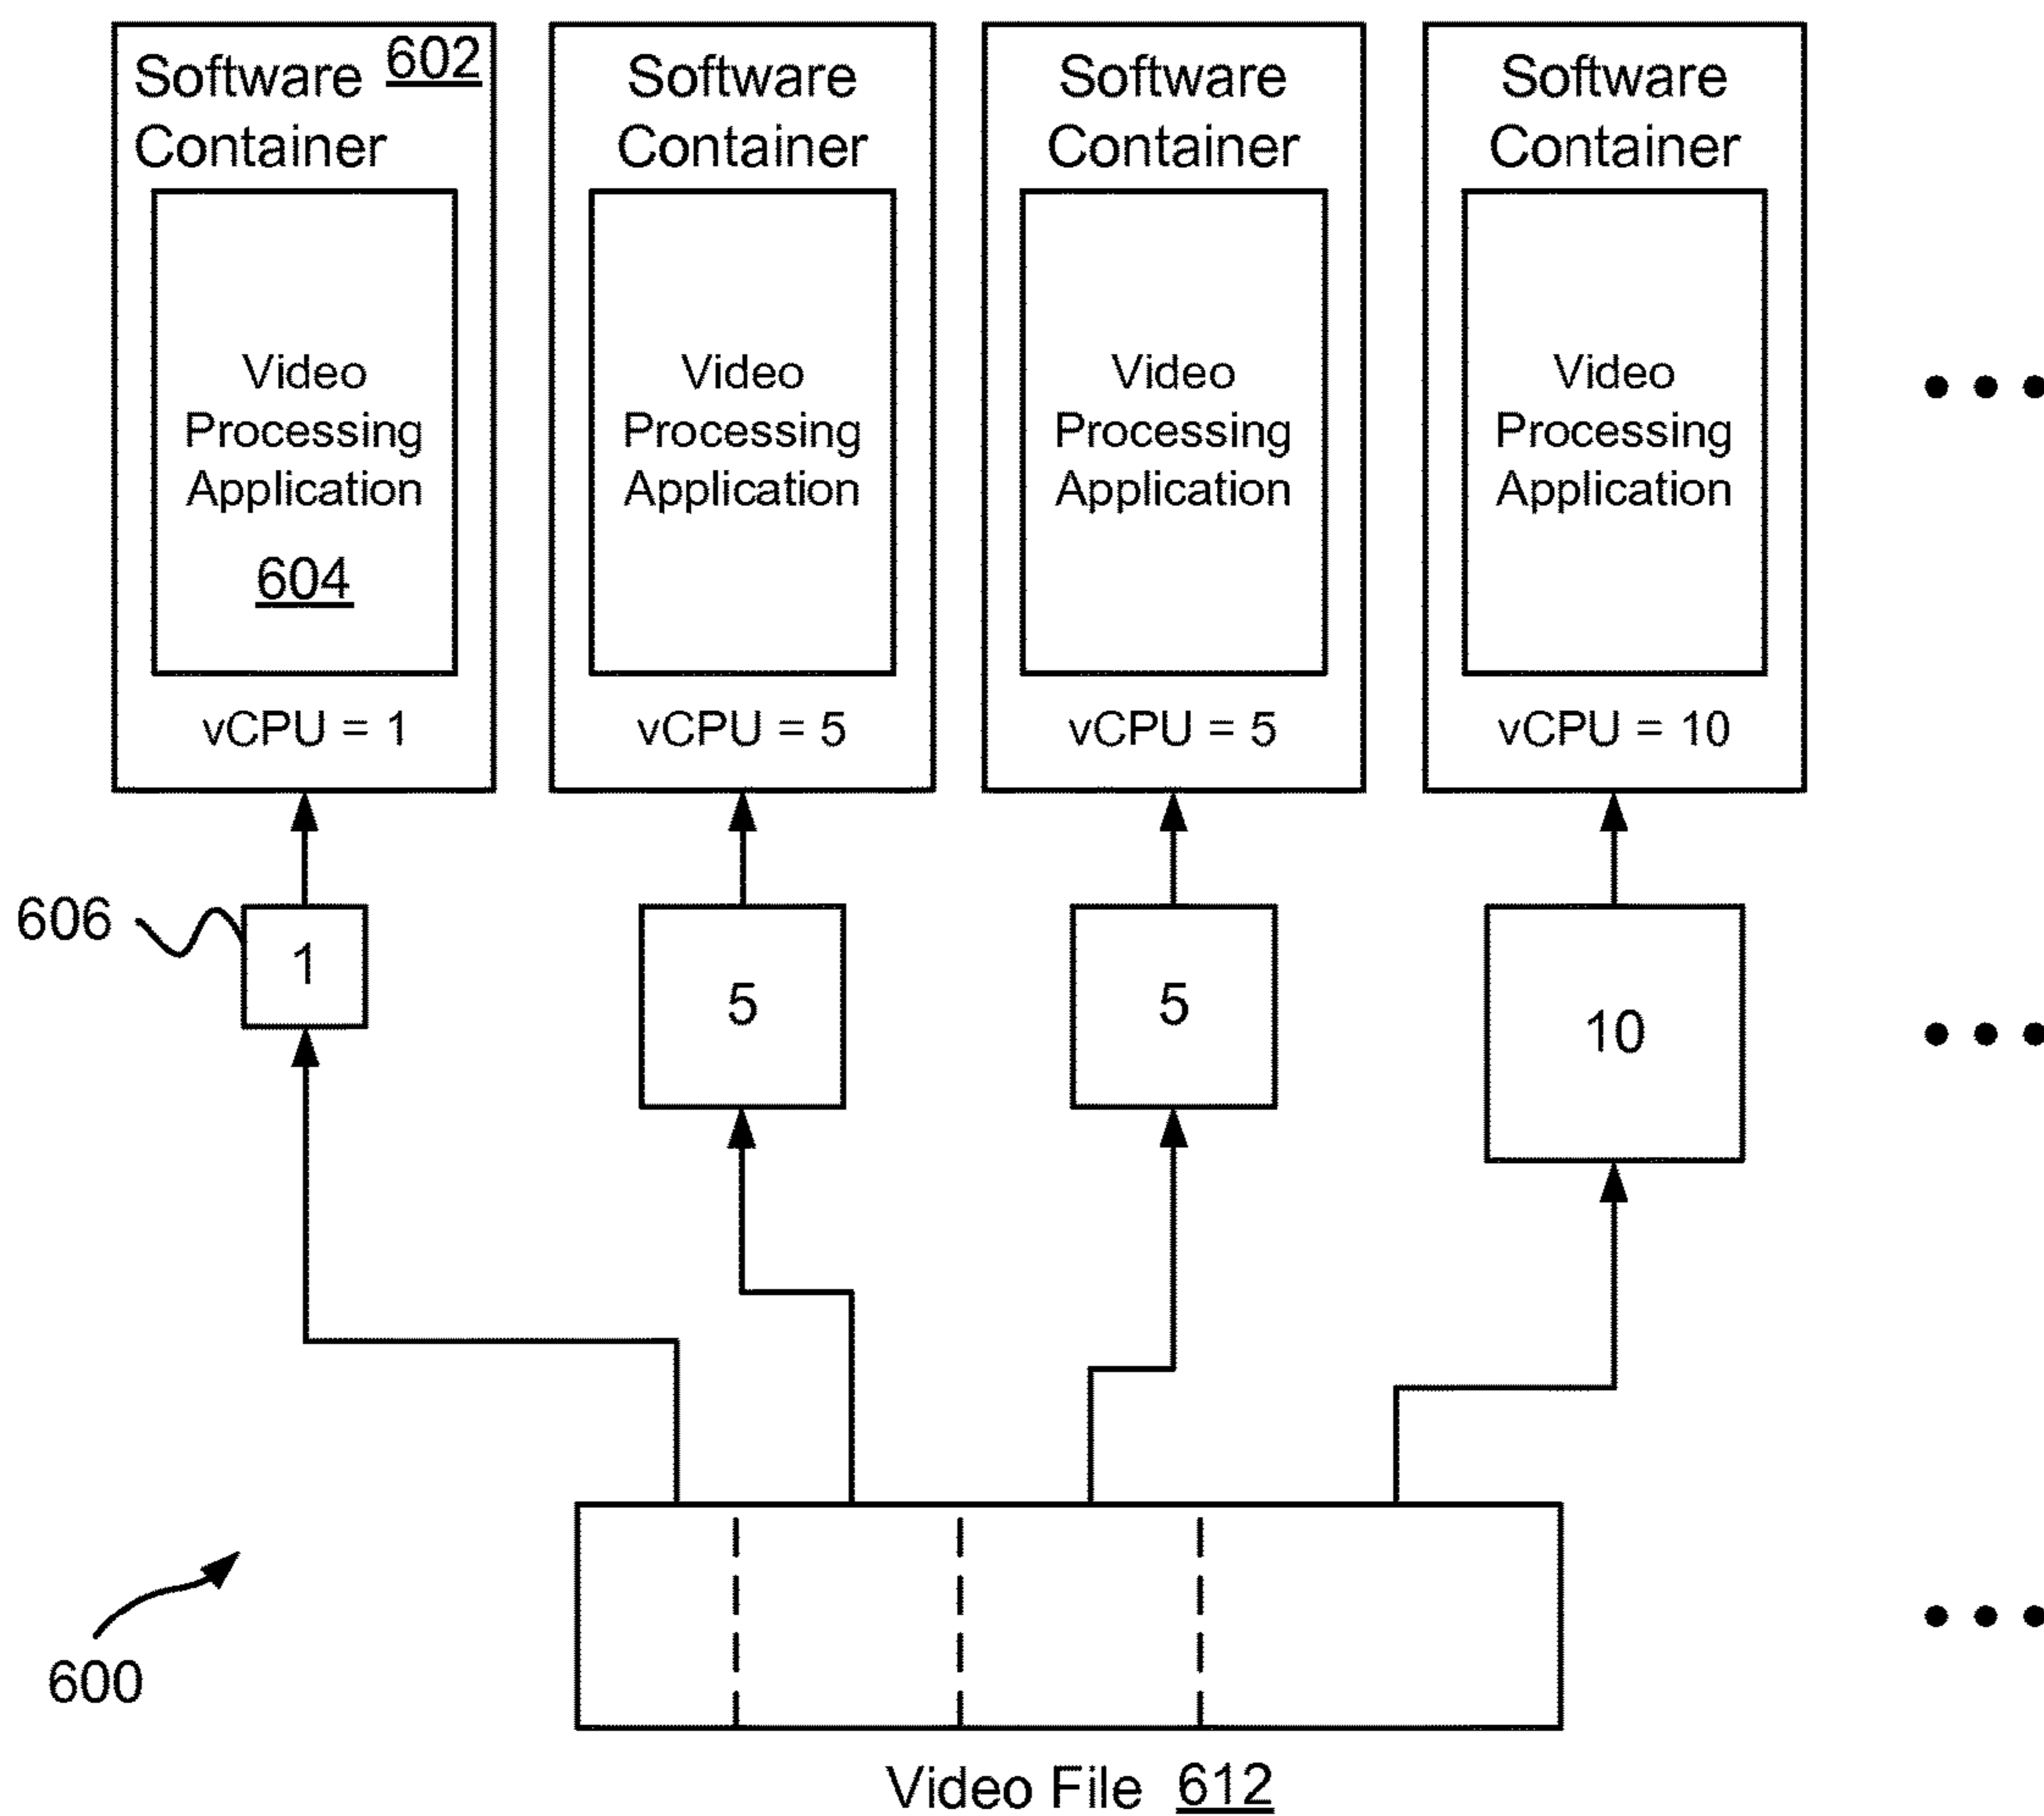 Software 602
Container
Video
Processing
Application
604
vCPU = 1
Software
Container
Video
Processing
Application
vCPU = 5
Software
Container
Video
Processing
Application
vCPU = 5
Software
Container
Video
Processing
Application
vCPU = 10
606
1
5
5
10
600
Video File 612